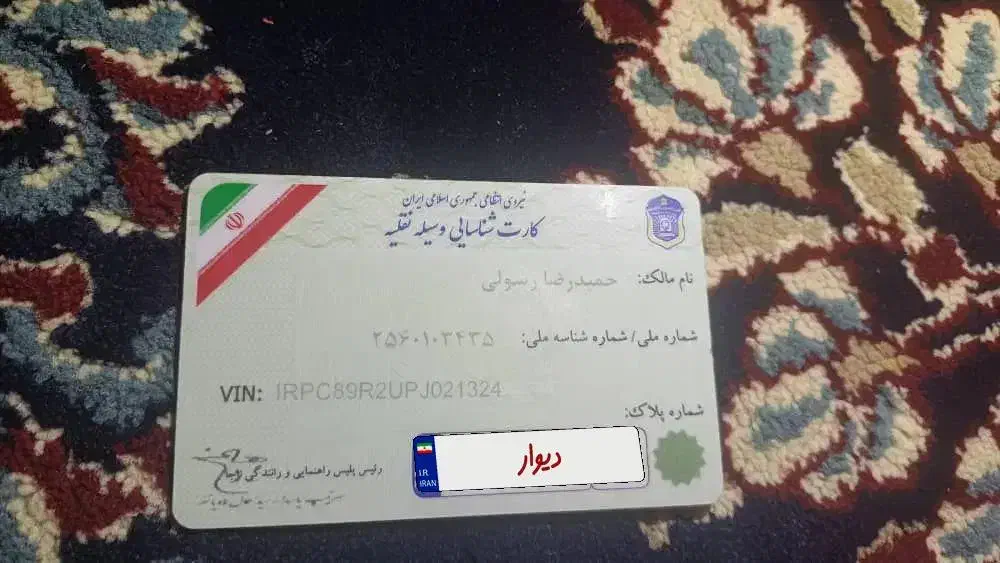 نیروی انتظامی جمهوری اسلامی ایران
کارت شناسایی وسیله نقلیه
نام مالک: حمیدرضا رسولی
شماره ملی/ شماره شناسه ملی: ۲۵۶۰۱۰۳۴۳۵
VIN: IRPC89R2UPJ021324
شماره پلاک:
I.R.
IRAN
دیوار
رئیس پلیس راهنمایی و رانندگی